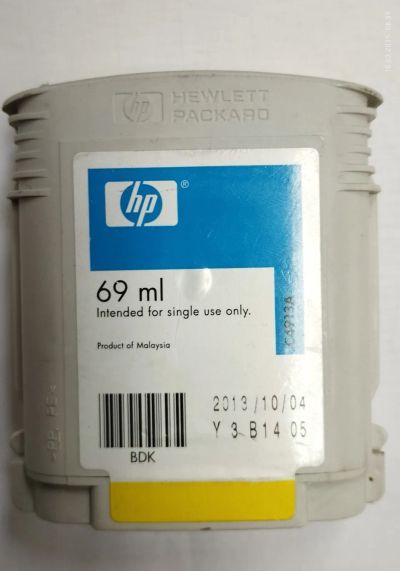 hp HEWLETT
PACKARD
hp®
69 ml
Intended for single use only.
C4913A
Product of Malaysia
2013/10/04
Y 3 B14 05
BDK